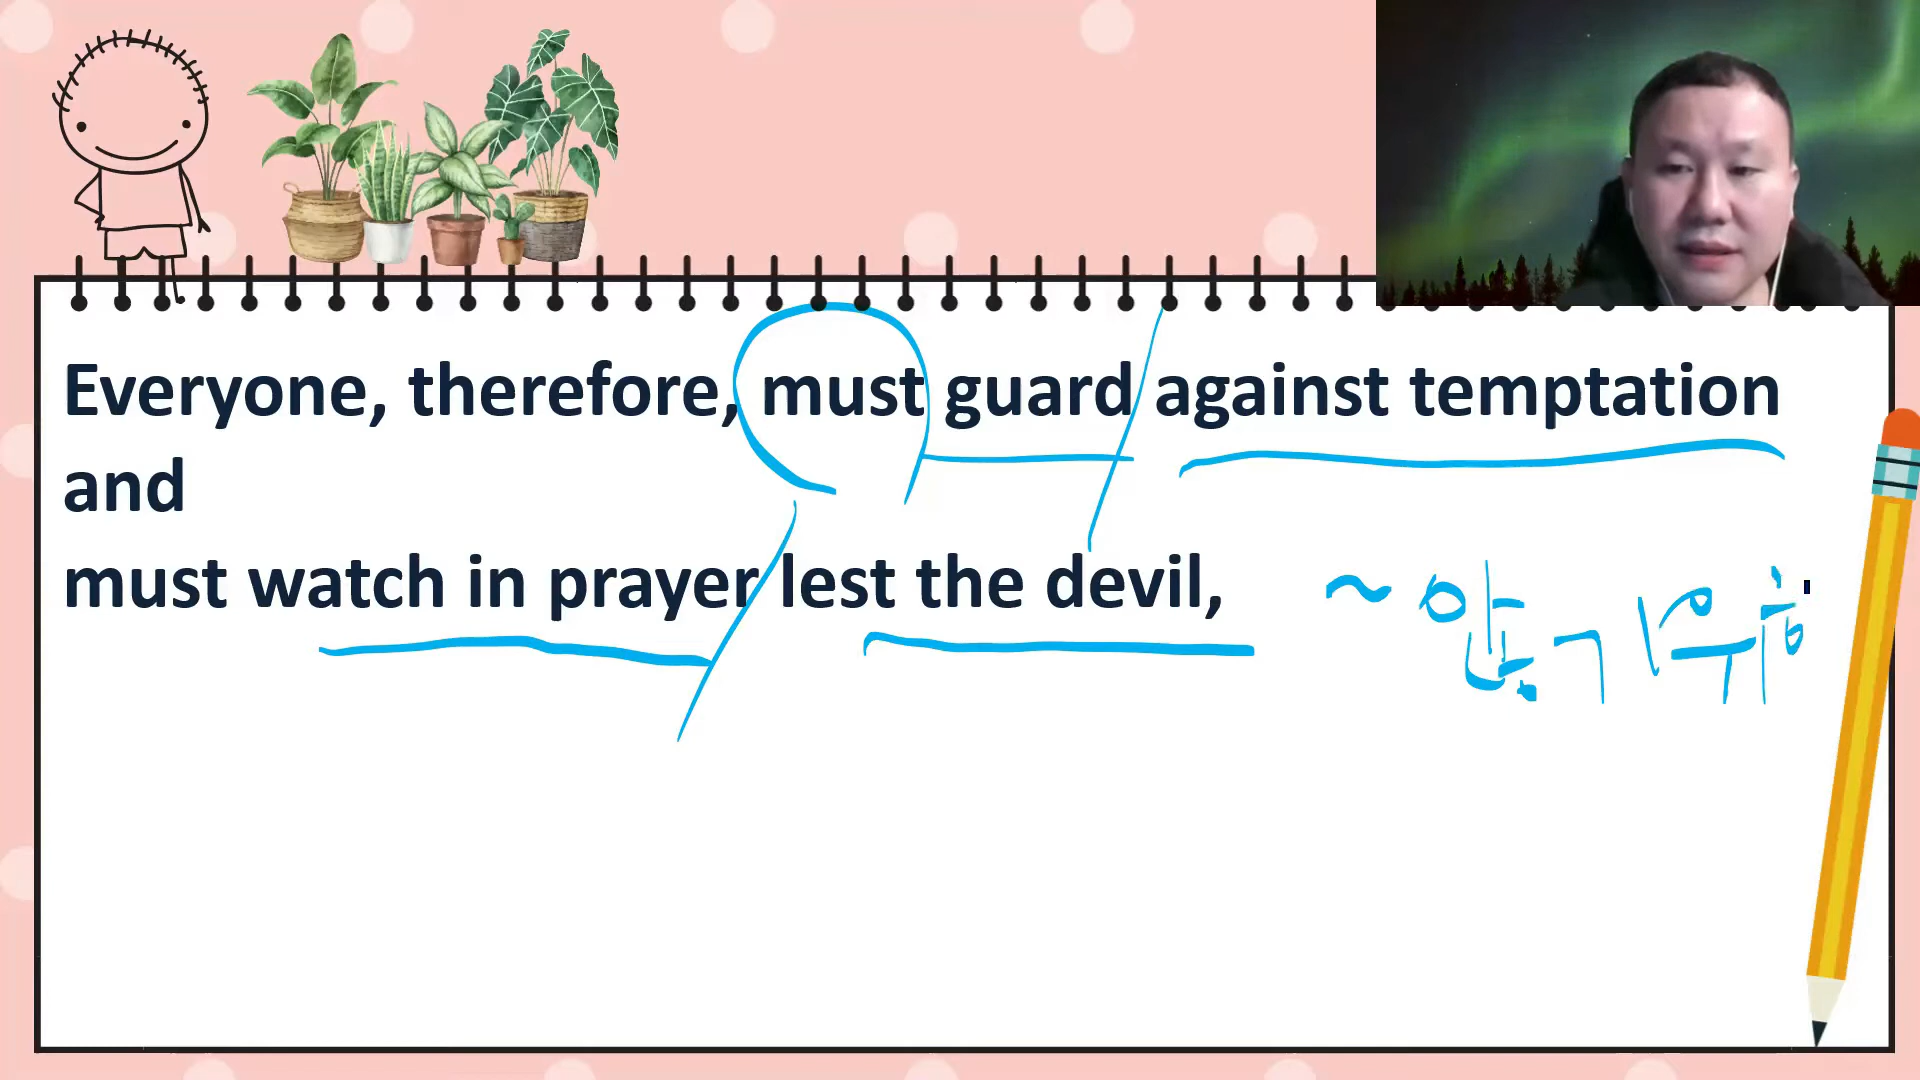 Everyone, therefore, must guard against temptation
and
must watch in prayer lest the devil,
~ 않기 위해